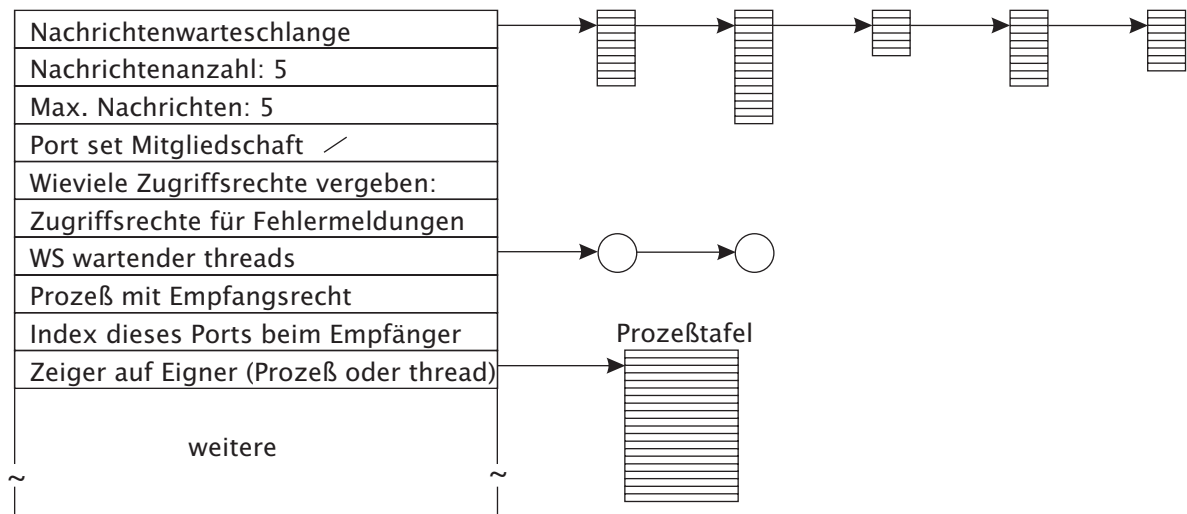 Nachrichtenwarteschlange
Nachrichtenanzahl: 5
Max. Nachrichten: 5
Port set Mitgliedschaft
Wieviele Zugriffsrechte vergeben:
Zugriffsrechte für Fehlermeldungen
WS wartender threads
Prozeß mit Empfangsrecht
Index dieses Ports beim Empfänger
Prozeßtafel
Zeiger auf Eigner (Prozeß oder thread)
weitere
~ ~